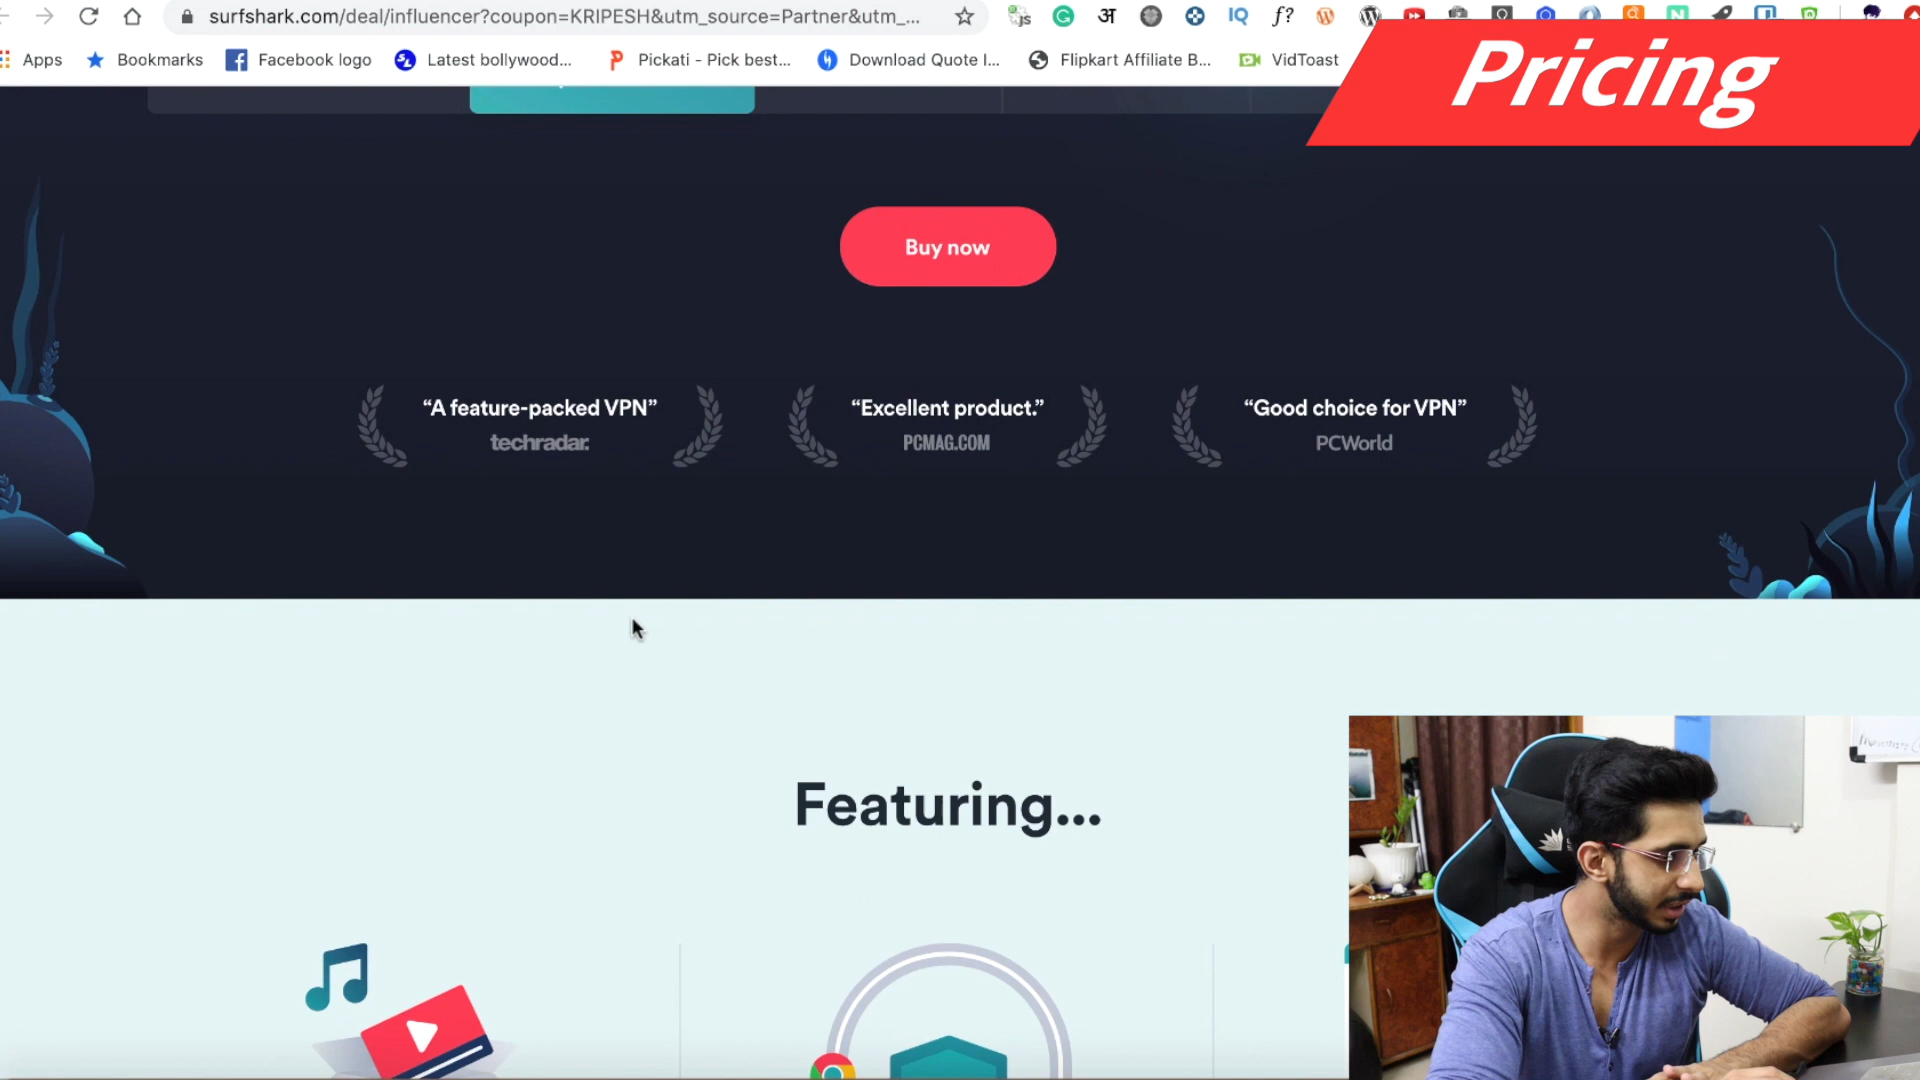 surfshark.com/deal/influencer?coupon=KRIPESH&utm_source=Partner&utm_...
js
अ
IQ
f?
Apps
Bookmarks
Facebook logo
Latest bollywood...
Pickati - Pick best...
Download Quote I...
Flipkart Affiliate B...
VidToast
Pricing
Buy now
“A feature-packed VPN”
techradar.
“Excellent product.”
PCMAG.COM
“Good choice for VPN”
PCWorld
Featuring...